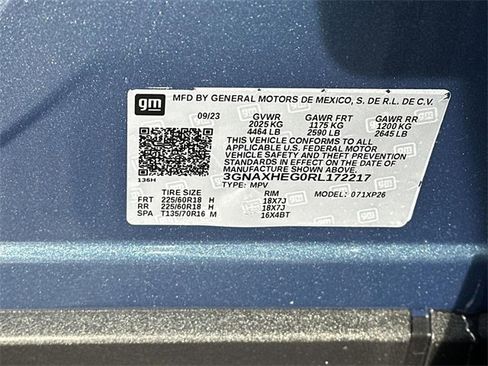 gm MFD BY GENERAL MOTORS DE MEXICO, S. DE R.L. DE C.V.
09/23 GVWR GAWR FRT GAWR RR
2025 KG 1175 KG 1200 KG
4464 LB 2590 LB 2645 LB
THIS VEHICLE CONFORMS TO ALL
APPLICABLE U.S. FEDERAL MOTOR
VEHICLE SAFETY AND THEFT PREVENTION
STANDARDS IN EFFECT ON THE DATE OF
MANUFACTURE SHOWN ABOVE.
3GNAXHEG0RL172217
136H TYPE: MPV MODEL: 071XP26
TIRE SIZE RIM
FRT 225/60R18 H 18X7J
RR 225/60R18 H 18X7J
SPA T135/70R16 M 16X4BT